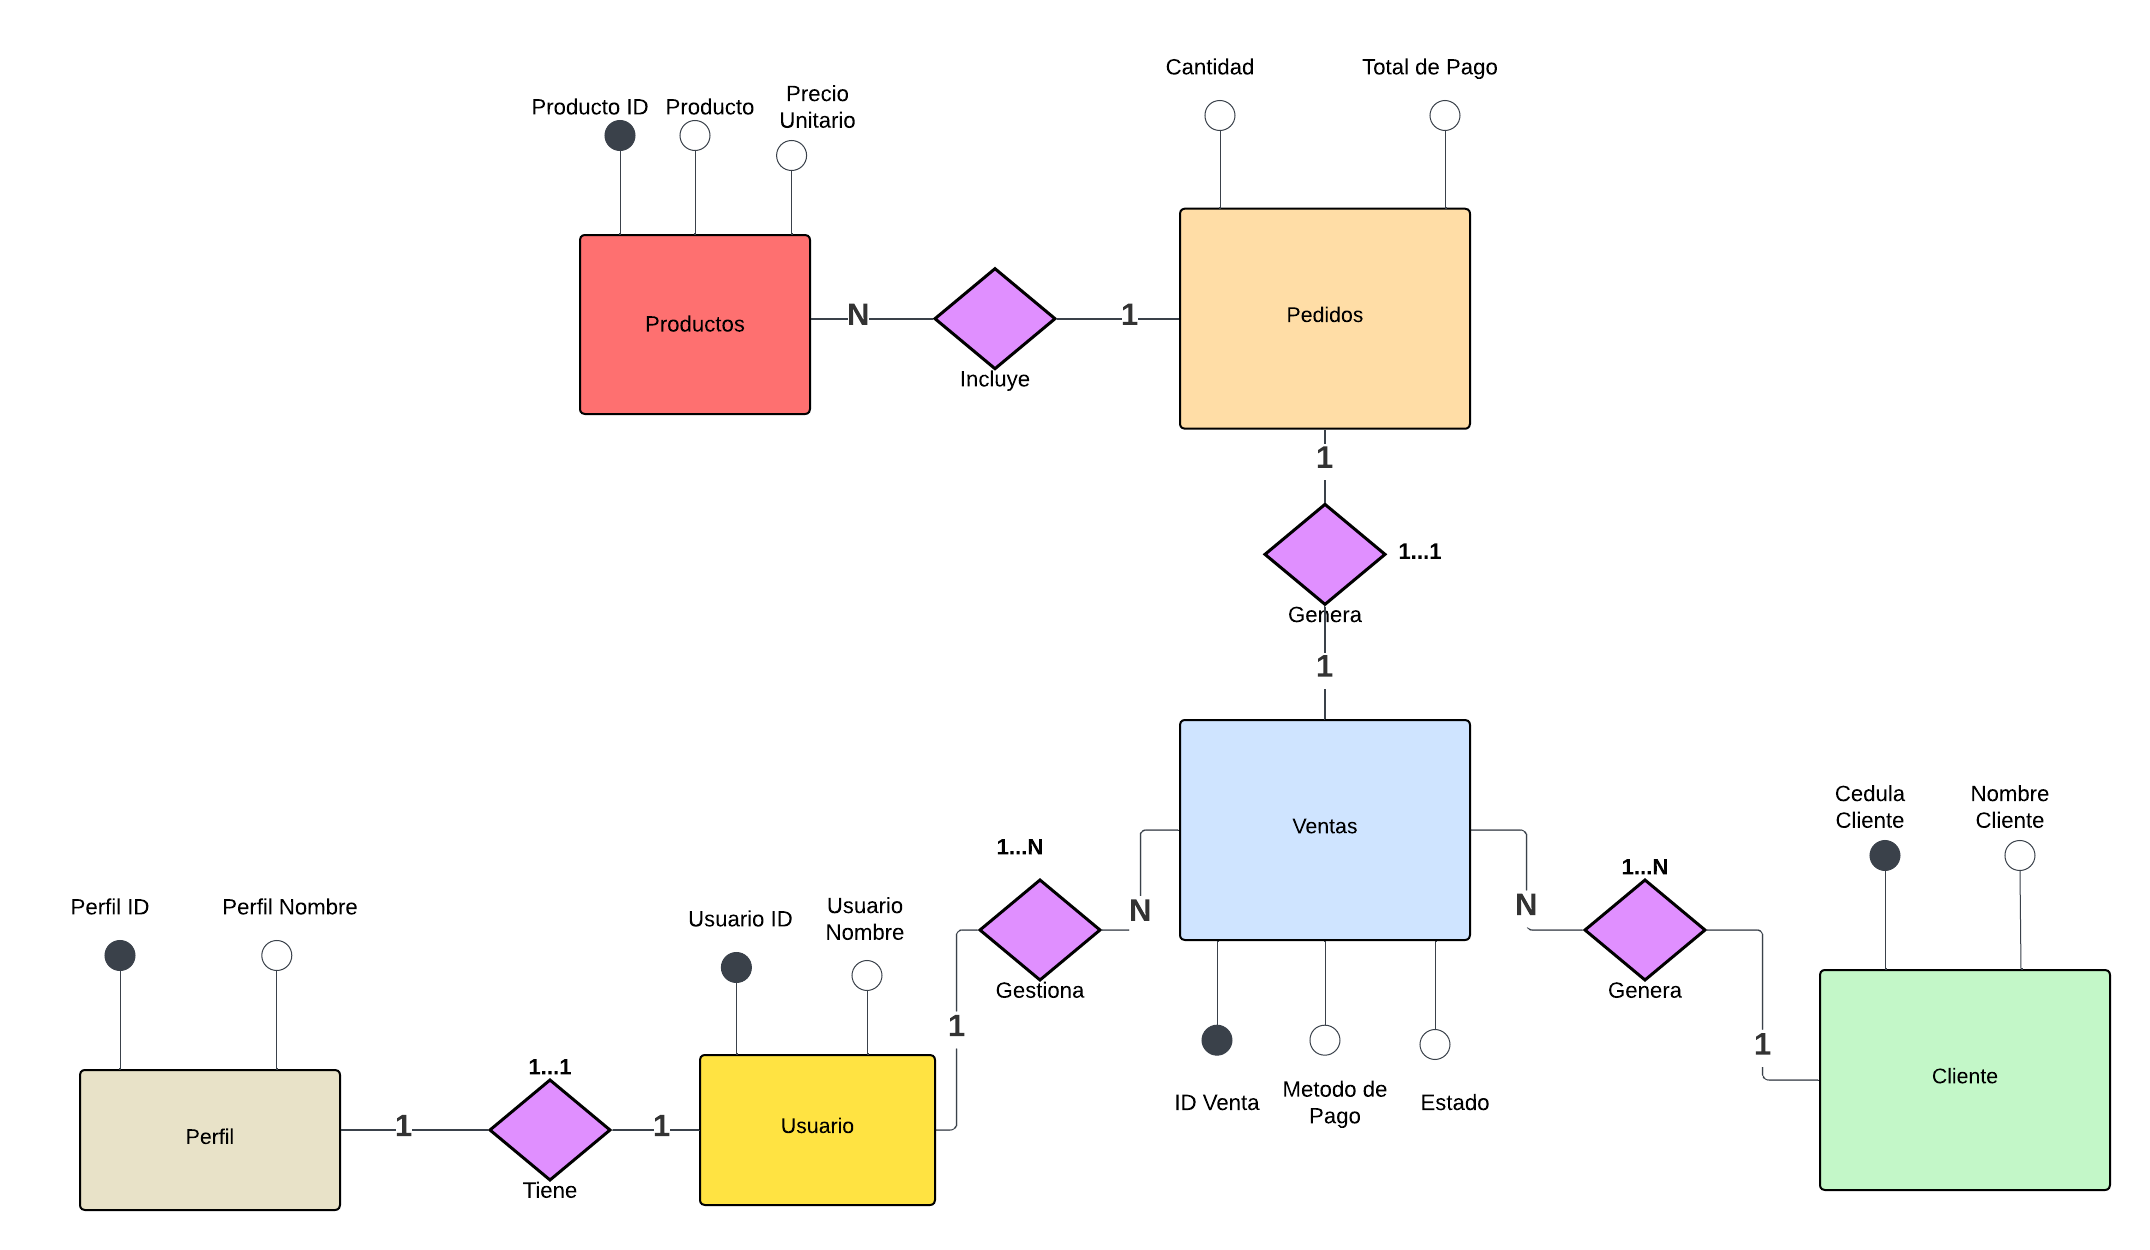 Cantidad
Total de Pago
Producto ID
Producto
Precio
Unitario
Productos
N
Incluye
1
Pedidos
1
1...1
Genera
1
Ventas
1...N
N
Gestiona
1
N
1...N
Genera
1
Cedula
Cliente
Nombre
Cliente
Cliente
ID Venta
Metodo de
Pago
Estado
Perfil ID
Perfil Nombre
Usuario ID
Usuario
Nombre
Perfil
1
1...1
Tiene
1
Usuario